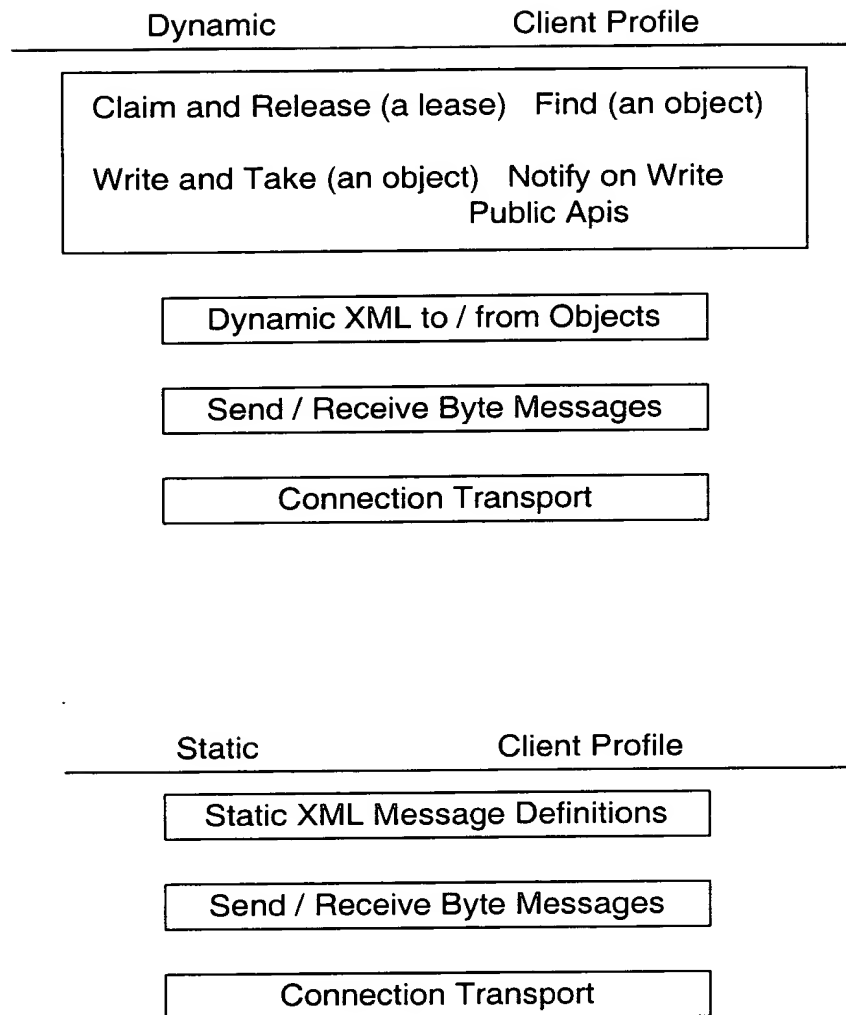 Dynamic Client Profile
Claim and Release (a lease) Find (an object)
Write and Take (an object) Notify on Write
Public Apis
Dynamic XML to / from Objects
Send / Receive Byte Messages
Connection Transport
Static Client Profile
Static XML Message Definitions
Send / Receive Byte Messages
Connection Transport